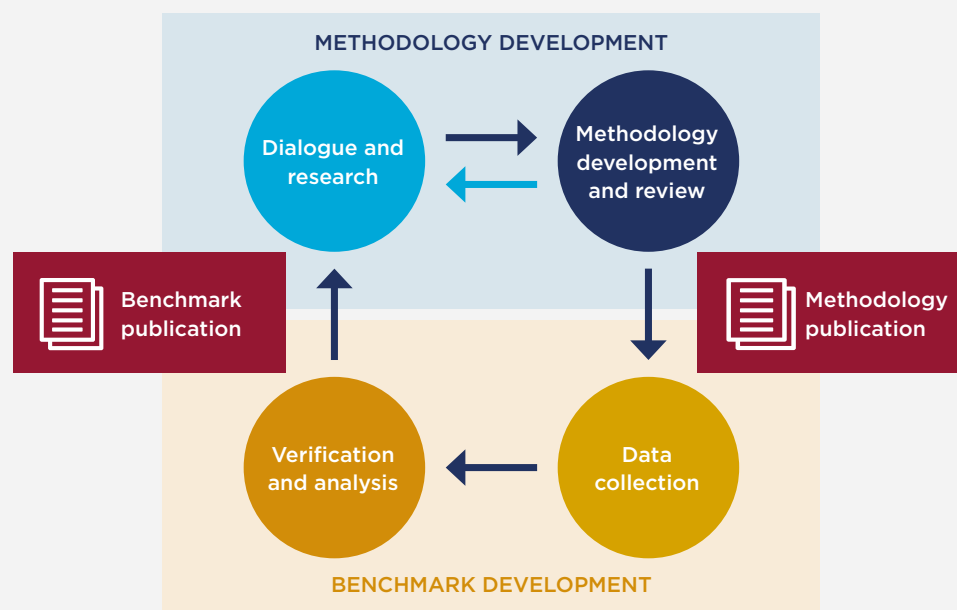 METHODOLOGY DEVELOPMENT
Dialogue and
research
Methodology
development
and review
Benchmark
publication
Methodology
publication
Verification
and analysis
Data
collection
BENCHMARK DEVELOPMENT